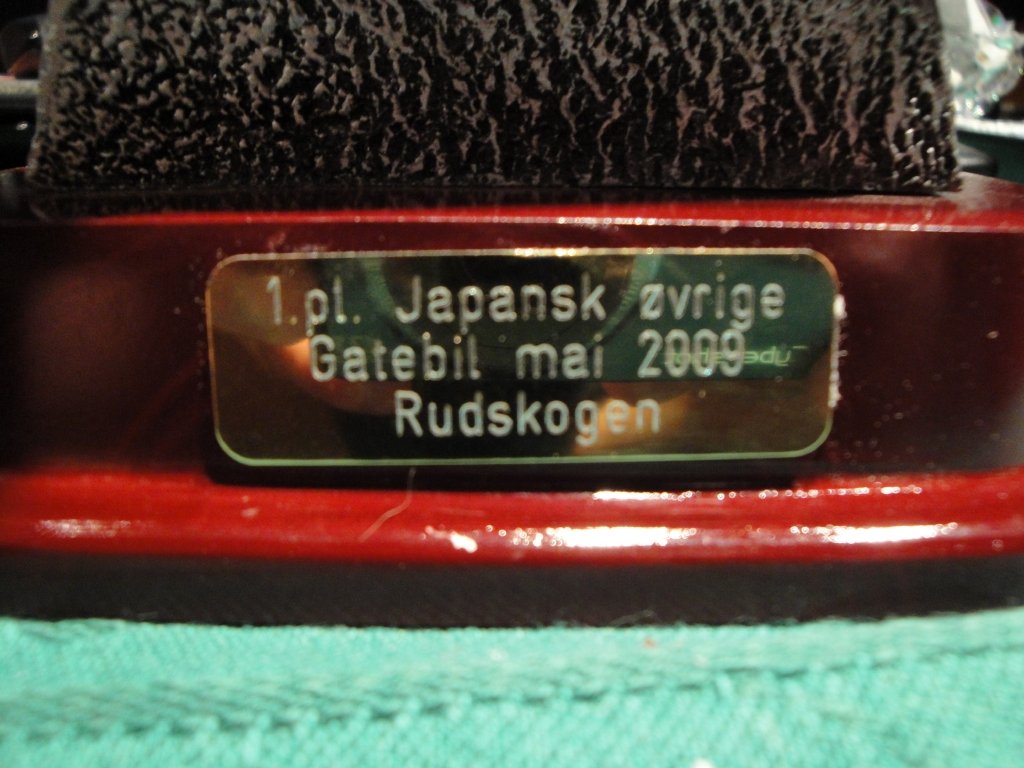 1.pl. Japansk øvrige
Gatebil mai 2009
Rudskogen